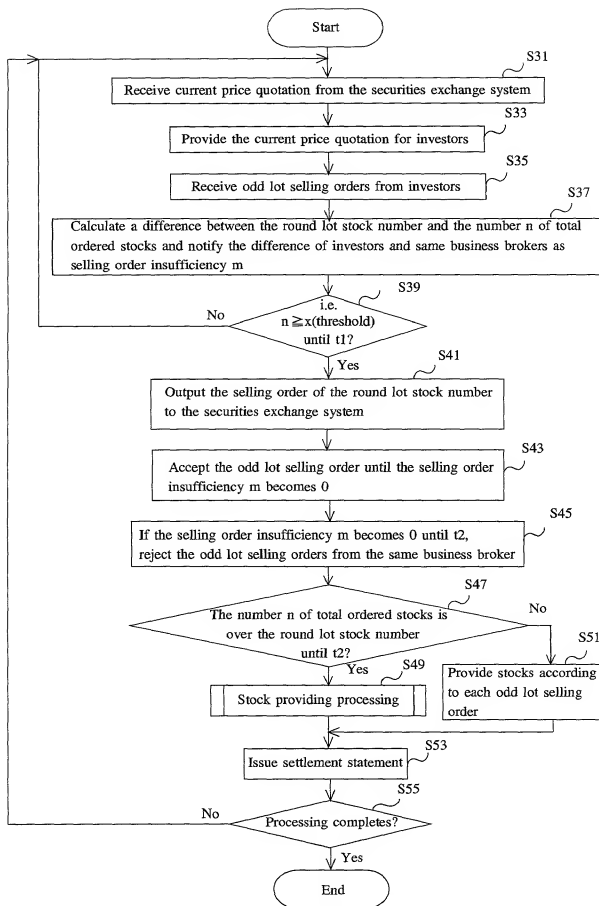 Start
S31
Receive current price quotation from the securities exchange system
S33
Provide the current price quotation for investors
S35
Receive odd lot selling orders from investors
S37
Calculate a difference between the round lot stock number and the number n of total
ordered stocks and notify the difference of investors and same business brokers as
selling order insufficiency m
S39
i.e.
n ≧x(threshold)
until t1?
No
Yes
S41
Output the selling order of the round lot stock number
to the securities exchange system
S43
Accept the odd lot selling order until the selling order
insufficiency m becomes 0
S45
If the selling order insufficiency m becomes 0 until t2,
reject the odd lot selling orders from the same business broker
S47
The number n of total ordered stocks is
over the round lot stock number
until t2?
No
Yes
S49
Stock providing processing
S51
Provide stocks according
to each odd lot selling
order
S53
Issue settlement statement
S55
Processing completes?
No
Yes
End